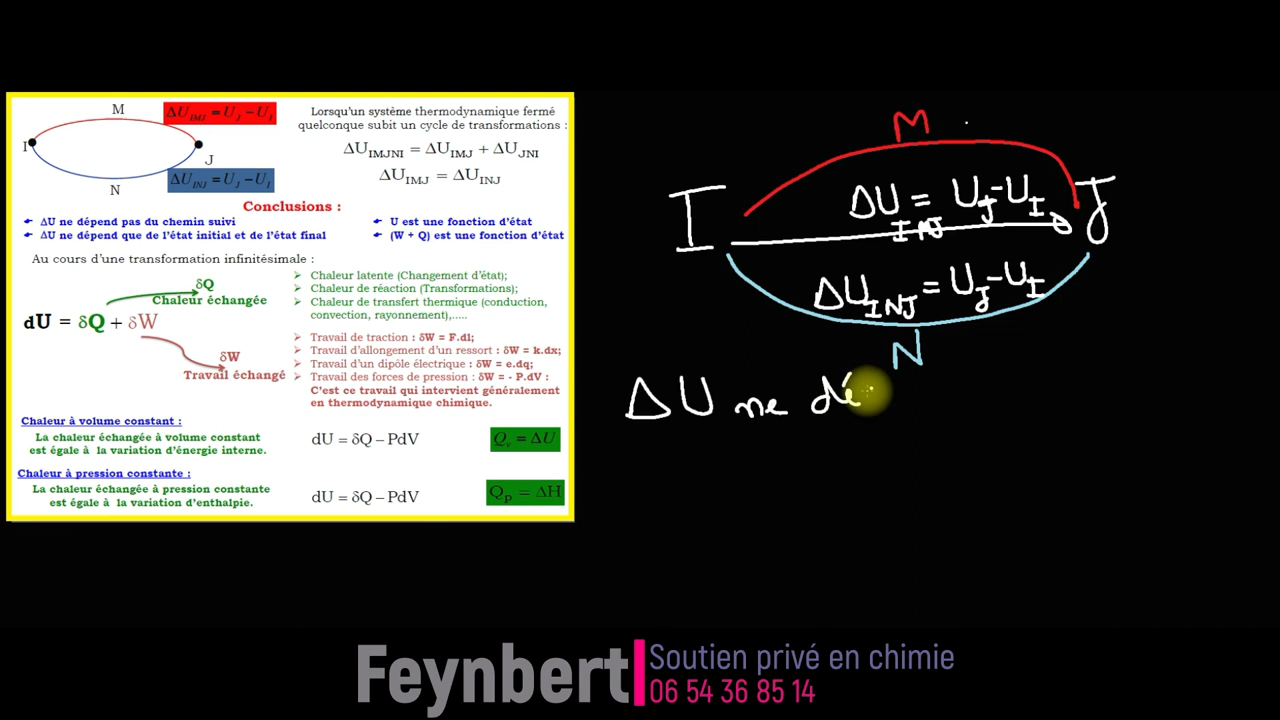 M
ΔU_IMJ = U_J − U_I
I
J
N
ΔU_INJ = U_J − U_I
Lorsqu'un système thermodynamique fermé
quelconque subit un cycle de transformations :
ΔU_IMJNI = ΔU_IMJ + ΔU_JNI
ΔU_IMJ = ΔU_INJ
Conclusions :
ΔU ne dépend pas du chemin suivi
ΔU ne dépend que de l'état initial et de l'état final
U est une fonction d'état
(W + Q) est une fonction d'état
Au cours d'une transformation infinitésimale :
δQ
Chaleur échangée
dU = δQ + δW
δW
Travail échangé
➢ Chaleur latente (Changement d'état);
➢ Chaleur de réaction (Transformations);
➢ Chaleur de transfert thermique (conduction,
convection, rayonnement),.....
➢ Travail de traction : δW = F.dl;
➢ Travail d'allongement d'un ressort : δW = k.dx;
➢ Travail d'un dipôle électrique : δW = e.dq;
➢ Travail des forces de pression : δW = - P.dV :
C'est ce travail qui intervient généralement
en thermodynamique chimique.
Chaleur à volume constant :
La chaleur échangée à volume constant
est égale à la variation d'énergie interne.
dU = δQ − PdV
Q_v = ΔU
Chaleur à pression constante :
La chaleur échangée à pression constante
est égale à la variation d'enthalpie.
dU = δQ − PdV
Q_p = ΔH
M
I
ΔU = U_J − U_I
J
ΔU_INJ = U_J − U_I
N
ΔU ne dé
Feynbert
Soutien privé en chimie
06 54 36 85 14